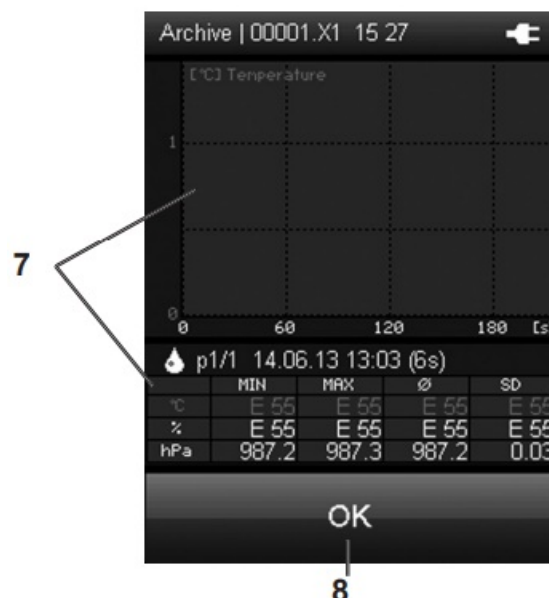 Archive | 00001.X1 15 27
[°C] Tenperature
1
0
0 60 120 180 [s
7
p1/1 14.06.13 13:03 (6s)
MIN MAX Ø SD
°C E 55 E 55 E 55 E 55
% E 55 E 55 E 55 E 55
hPa 987.2 987.3 987.2 0.03
OK
8